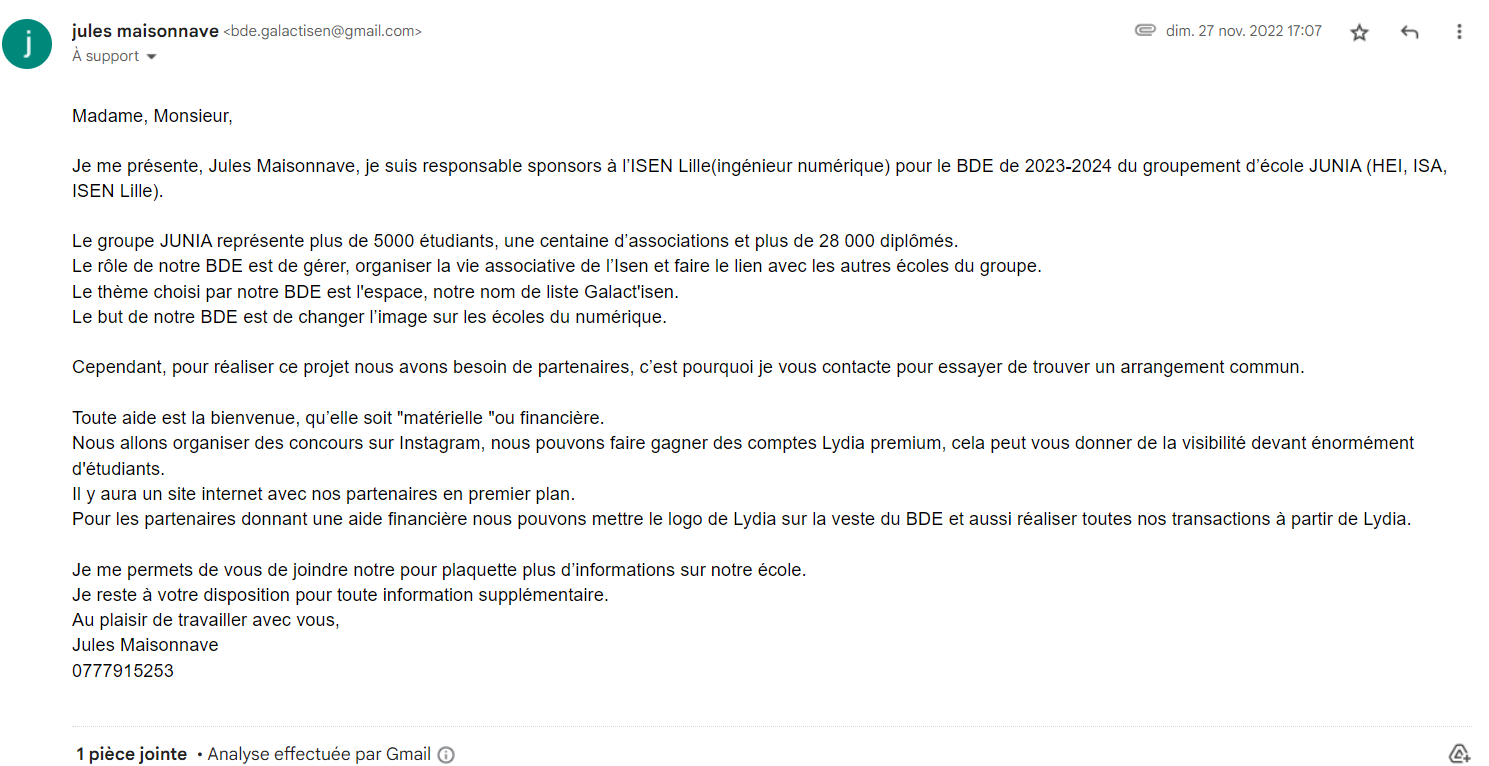 j
jules maisonnave <bde.galactisen@gmail.com>
dim. 27 nov. 2022 17:07
À support
Madame, Monsieur,
Je me présente, Jules Maisonnave, je suis responsable sponsors à l’ISEN Lille(ingénieur numérique) pour le BDE de 2023-2024 du groupement d’école JUNIA (HEI, ISA,
ISEN Lille).
Le groupe JUNIA représente plus de 5000 étudiants, une centaine d’associations et plus de 28 000 diplômés.
Le rôle de notre BDE est de gérer, organiser la vie associative de l’Isen et faire le lien avec les autres écoles du groupe.
Le thème choisi par notre BDE est l'espace, notre nom de liste Galact'isen.
Le but de notre BDE est de changer l’image sur les écoles du numérique.
Cependant, pour réaliser ce projet nous avons besoin de partenaires, c’est pourquoi je vous contacte pour essayer de trouver un arrangement commun.
Toute aide est la bienvenue, qu’elle soit "matérielle "ou financière.
Nous allons organiser des concours sur Instagram, nous pouvons faire gagner des comptes Lydia premium, cela peut vous donner de la visibilité devant énormément
d'étudiants.
Il y aura un site internet avec nos partenaires en premier plan.
Pour les partenaires donnant une aide financière nous pouvons mettre le logo de Lydia sur la veste du BDE et aussi réaliser toutes nos transactions à partir de Lydia.
Je me permets de vous de joindre notre pour plaquette plus d’informations sur notre école.
Je reste à votre disposition pour toute information supplémentaire.
Au plaisir de travailler avec vous,
Jules Maisonnave
0777915253
1 pièce jointe • Analyse effectuée par Gmail